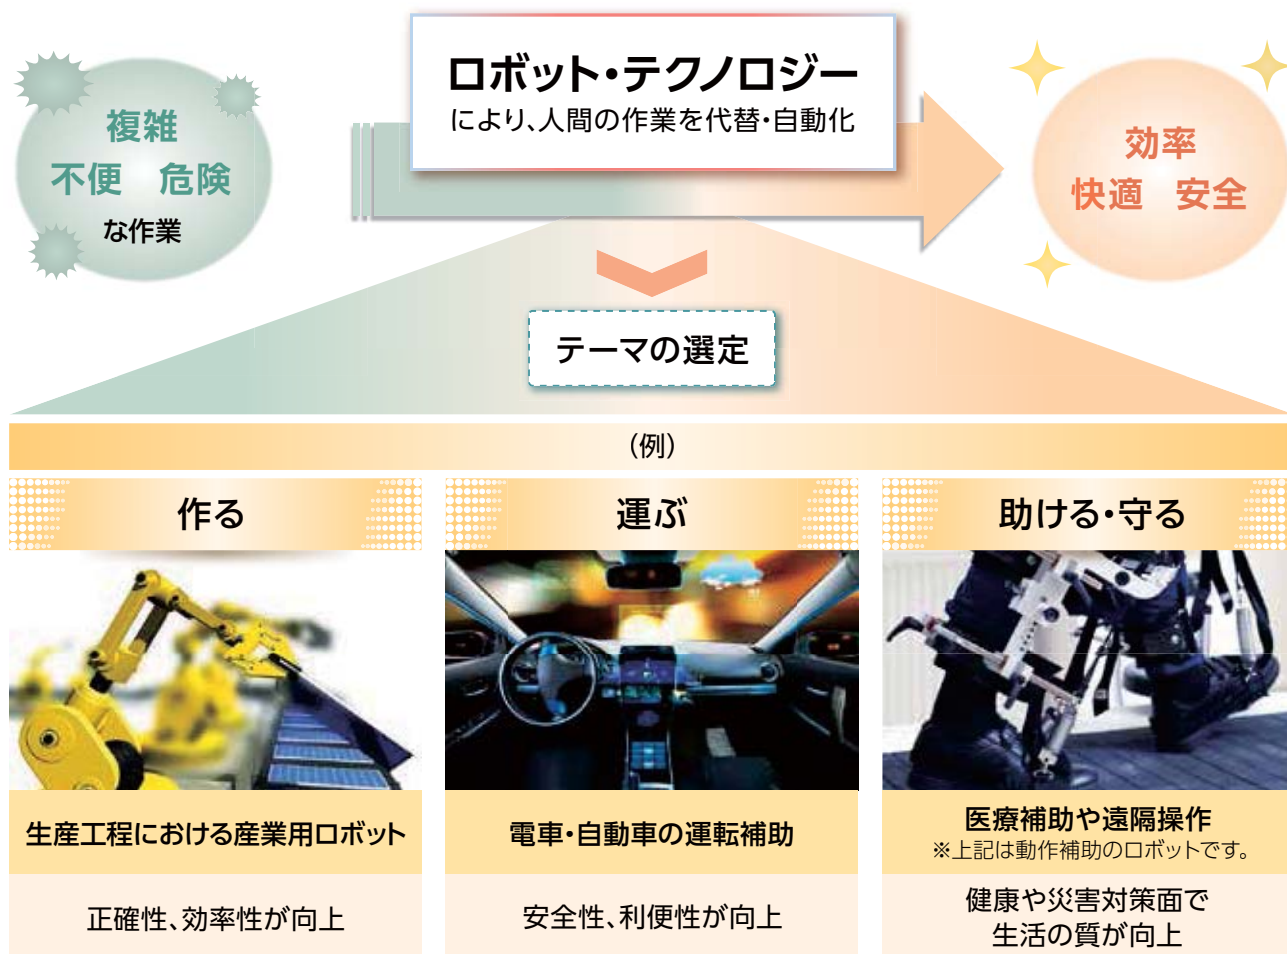 複雑
不便 危険
な作業
ロボット・テクノロジー
により、人間の作業を代替・自動化
効率
快適 安全
テーマの選定
(例)
作る
生産工程における産業用ロボット
正確性、効率性が向上
運ぶ
電車・自動車の運転補助
安全性、利便性が向上
助ける・守る
医療補助や遠隔操作
※上記は動作補助のロボットです。
健康や災害対策面で
生活の質が向上